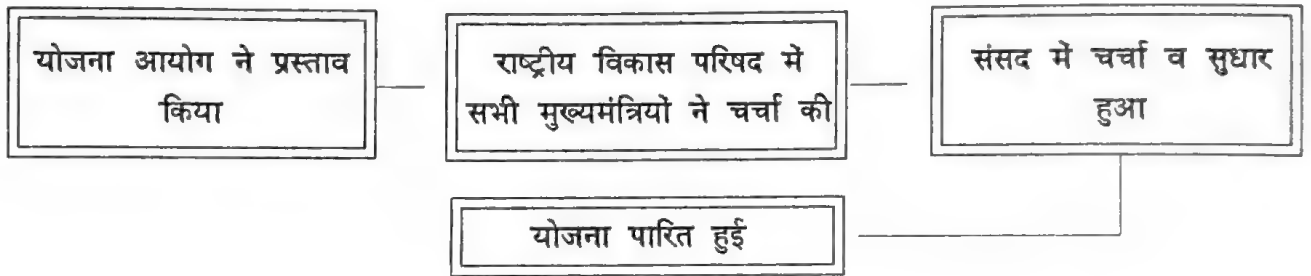 योजना आयोग ने प्रस्ताव
किया
राष्ट्रीय विकास परिषद में
सभी मुख्यमंत्रियों ने चर्चा की
संसद में चर्चा व सुधार
हुआ
योजना पारित हुई